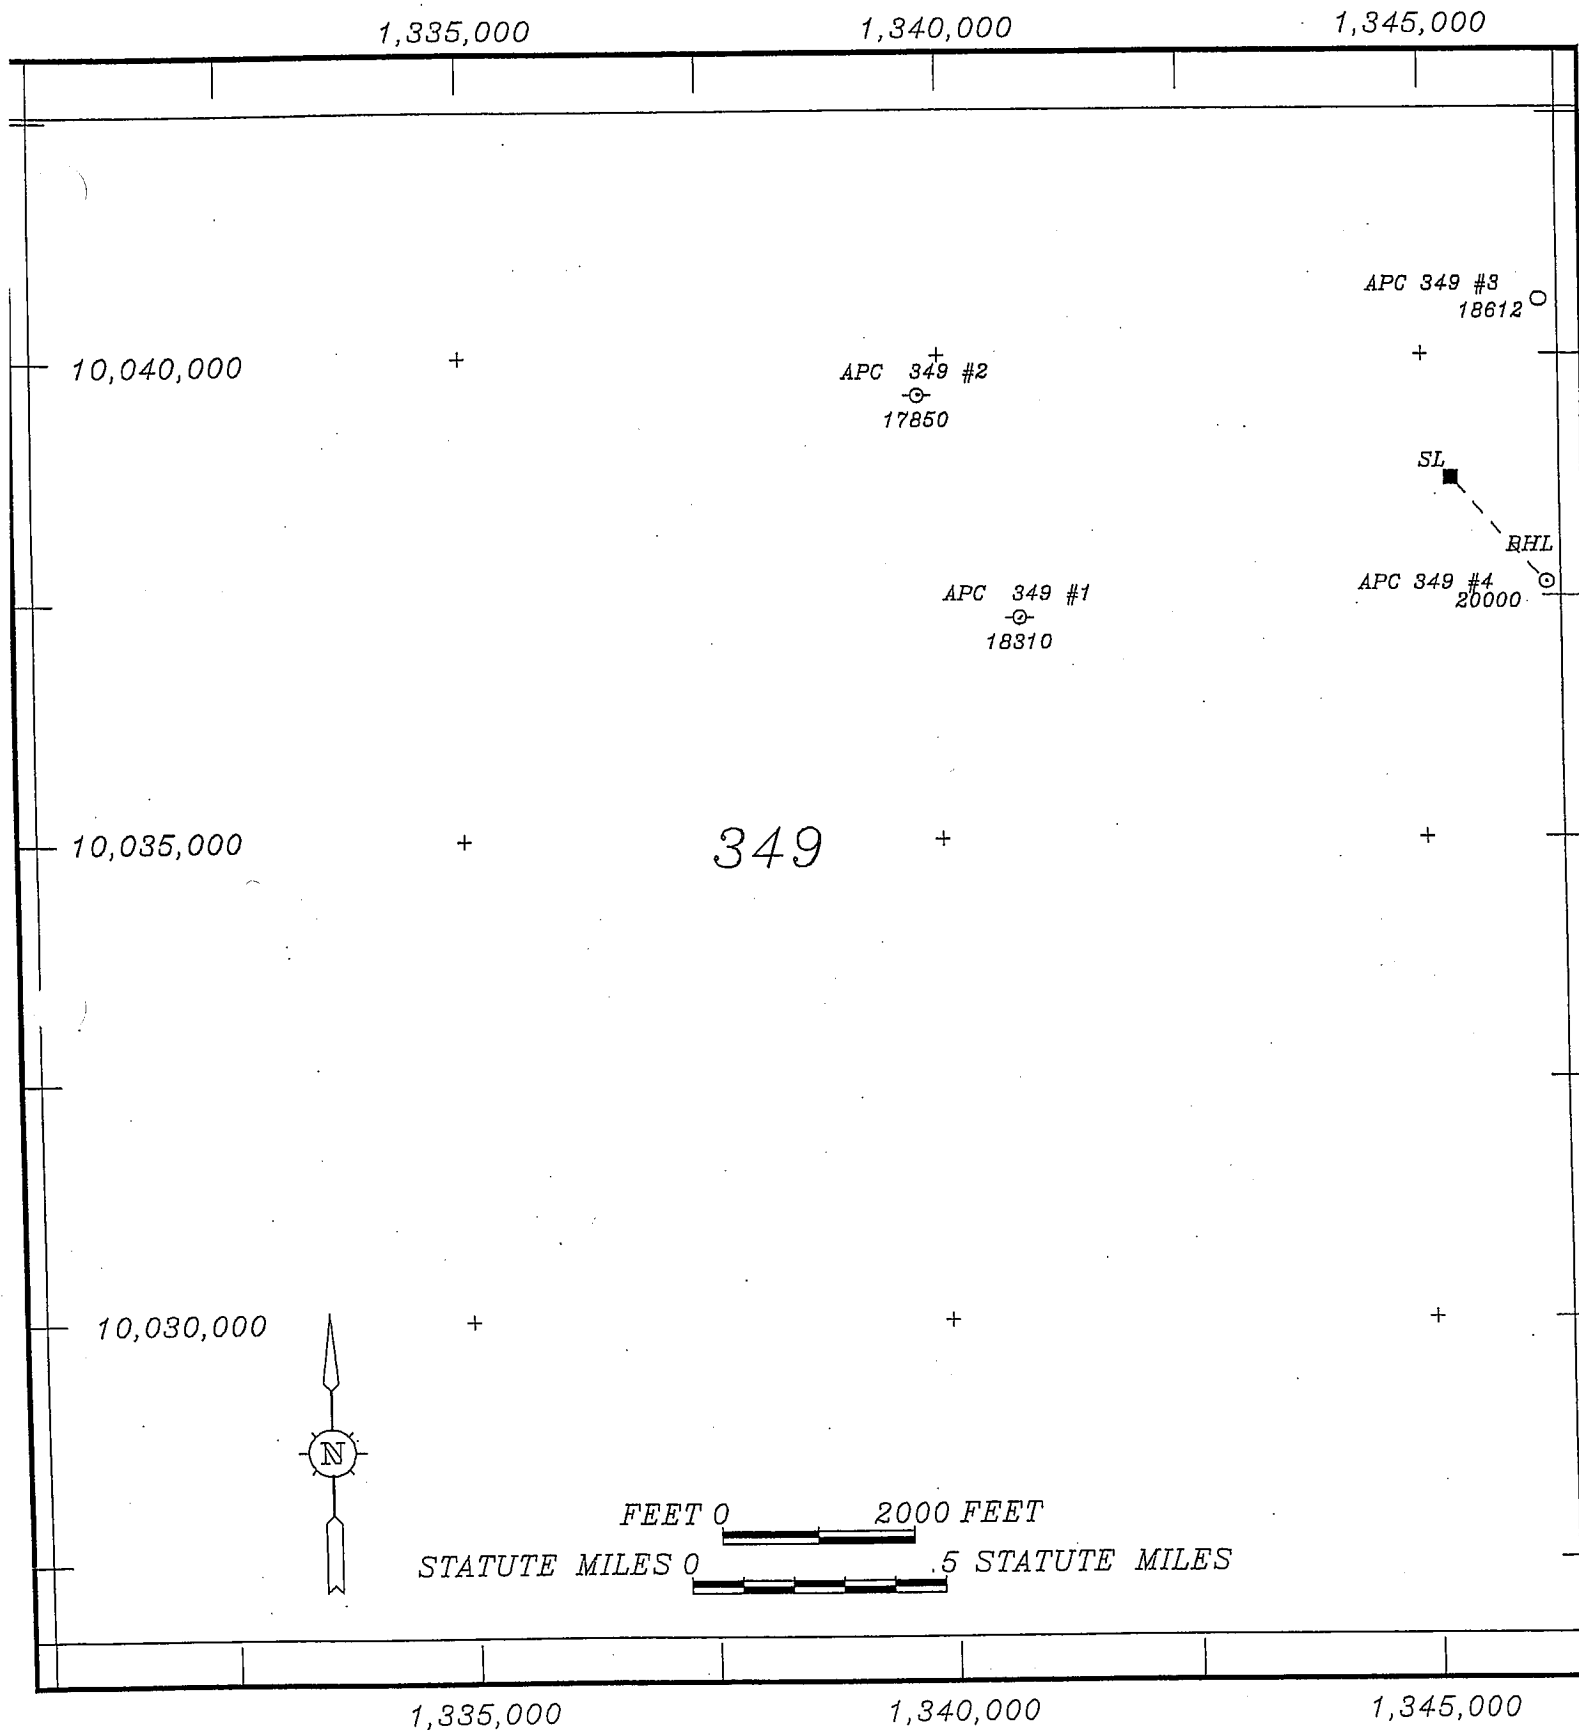 1,335,000 1,340,000 1,345,000
APC 349 #3
18612
10,040,000
APC 349 #2
17850
SL
BHL
APC 349 #4
20000
APC 349 #1
18310
10,035,000
349
10,030,000
N
FEET 0 2000 FEET
STATUTE MILES 0 .5 STATUTE MILES
1,335,000 1,340,000 1,345,000